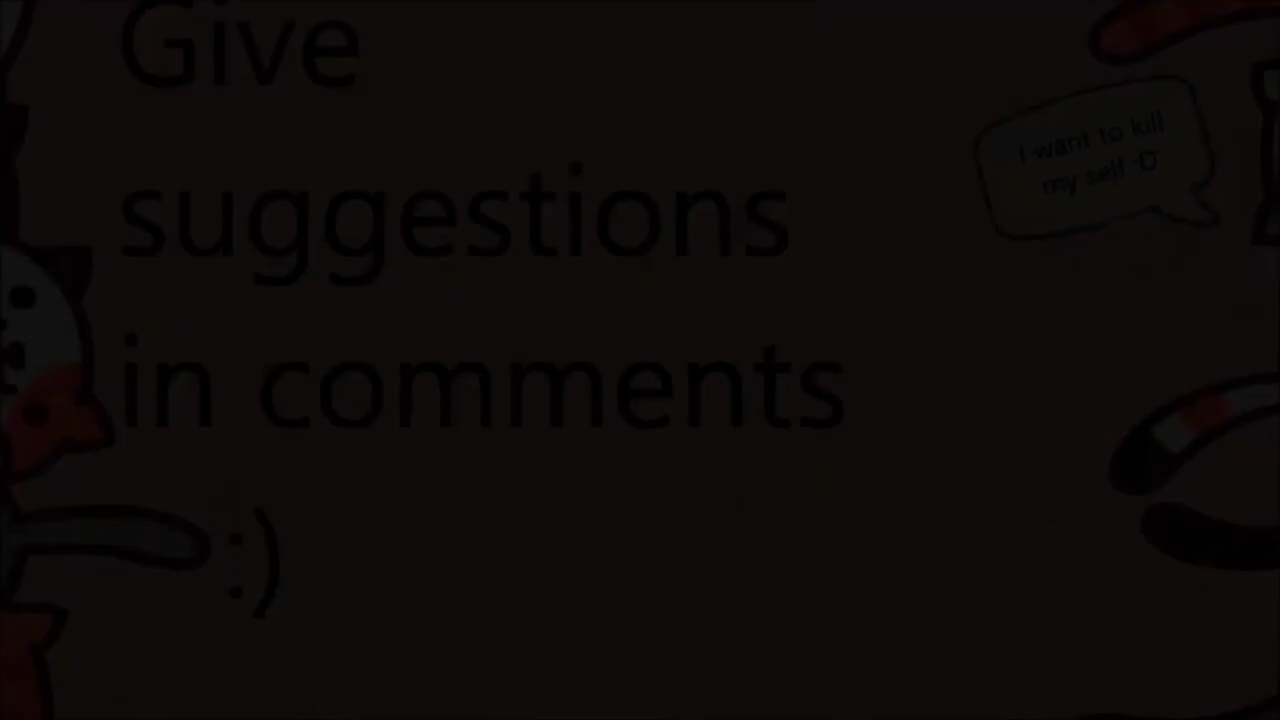 Give
suggestions
in comments
:)
I want to kill
my self :D